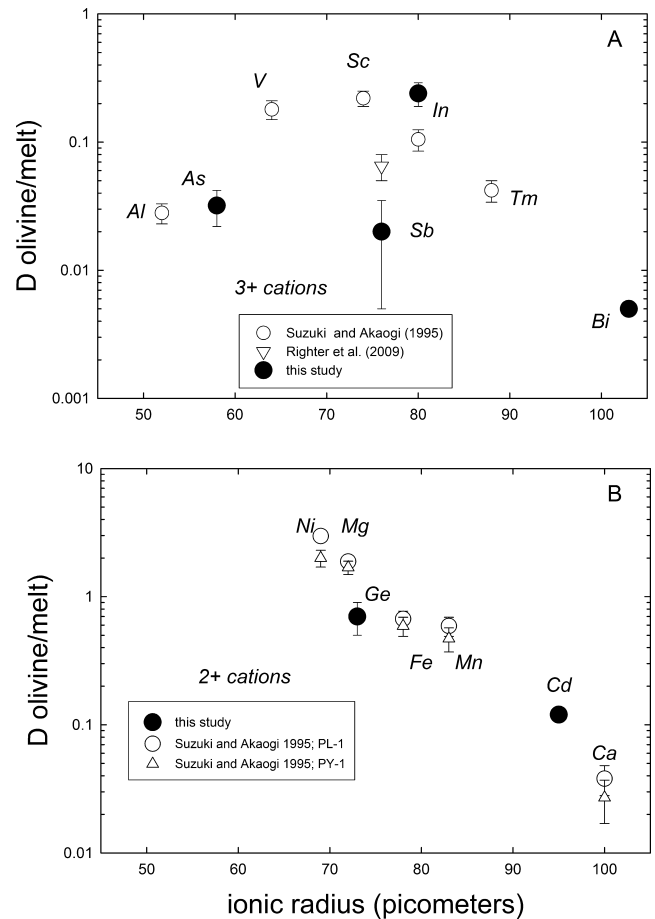 1
A
Sc
V
In
0.1
As
Al
Tm
Sb
D olivine/melt
0.01
3+ cations
Bi
Suzuki and Akaogi (1995)
Righter et al. (2009)
this study
0.001
50 60 70 80 90 100
10
B
Ni Mg
Ge
1
Fe Mn
2+ cations
Cd
D olivine/melt
this study
0.1
Suzuki and Akaogi 1995; PL-1
Ca
Suzuki and Akaogi 1995; PY-1
0.01
50 60 70 80 90 100
ionic radius (picometers)